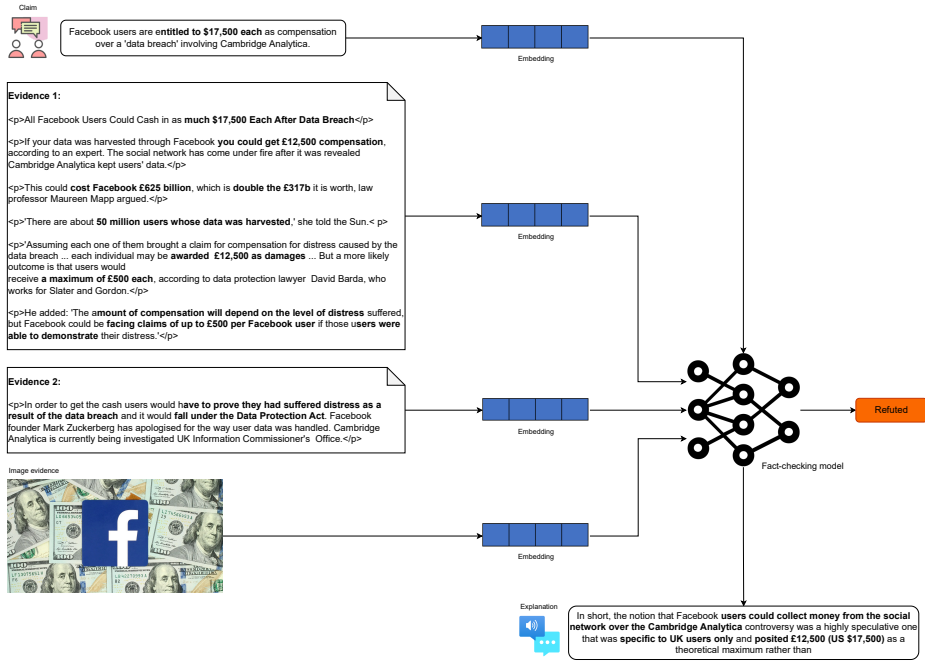 Claim
Facebook users are entitled to $17,500 each as compensation
over a 'data breach' involving Cambridge Analytica.
Embedding
Evidence 1:
<p>All Facebook Users Could Cash in as much $17,500 Each After Data Breach</p>
<p>If your data was harvested through Facebook you could get £12,500 compensation,
according to an expert. The social network has come under fire after it was revealed
Cambridge Analytica kept users' data.</p>
<p>This could cost Facebook £625 billion, which is double the £317b it is worth, law
professor Maureen Mapp argued.</p>
<p>'There are about 50 million users whose data was harvested,' she told the Sun.< p>
<p>'Assuming each one of them brought a claim for compensation for distress caused by the
data breach ... each individual may be awarded £12,500 as damages ... But a more likely
outcome is that users would
receive a maximum of £500 each, according to data protection lawyer David Barda, who
works for Slater and Gordon.</p>
<p>He added: 'The amount of compensation will depend on the level of distress suffered,
but Facebook could be facing claims of up to £500 per Facebook user if those users were
able to demonstrate their distress.'</p>
Embedding
Evidence 2:
<p>In order to get the cash users would have to prove they had suffered distress as a
result of the data breach and it would fall under the Data Protection Act. Facebook
founder Mark Zuckerberg has apologised for the way user data was handled. Cambridge
Analytica is currently being investigated UK Information Commissioner's Office.</p>
Embedding
Refuted
Fact-checking model
Image evidence
f
100
Embedding
Explanation
In short, the notion that Facebook users could collect money from the social
network over the Cambridge Analytica controversy was a highly speculative one
that was specific to UK users only and posited £12,500 (US $17,500) as a
theoretical maximum rather than